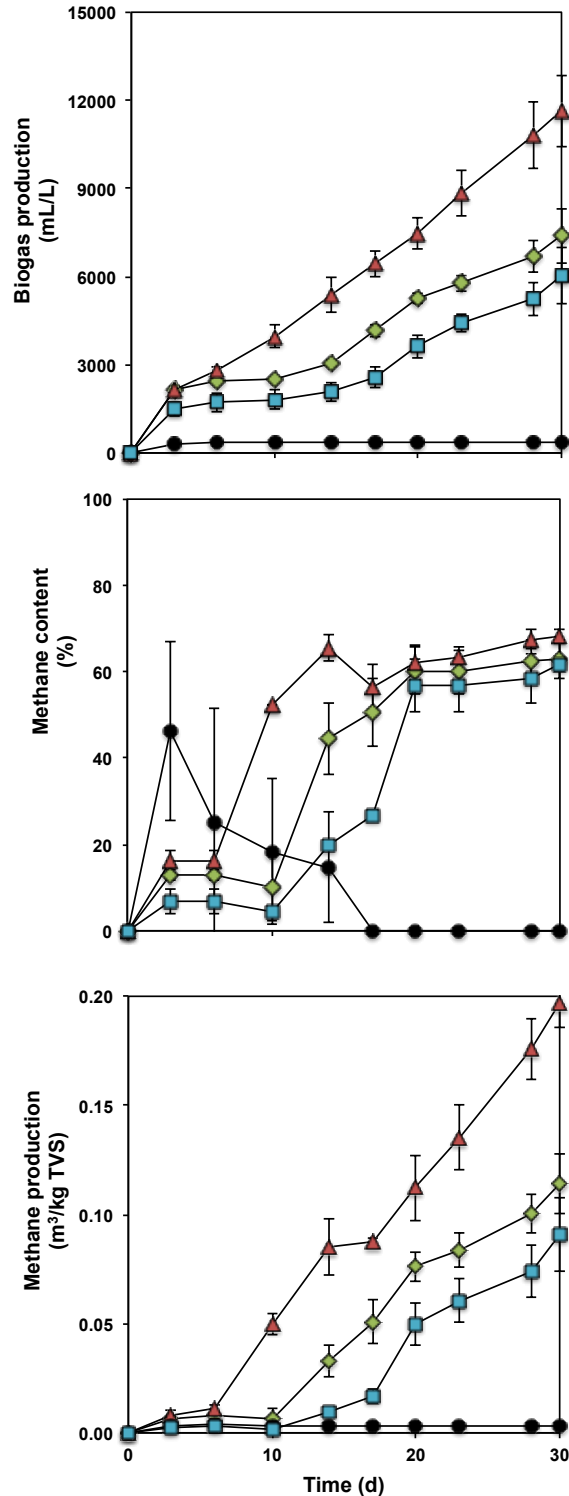 15000
12000
9000
6000
3000
0
Biogas production
(mL/L)
100
80
60
40
20
0
Methane content
(%)
0.20
0.15
0.10
0.05
0.00
Methane production
(m³/kg TVS)
0 10 20 30
Time (d)